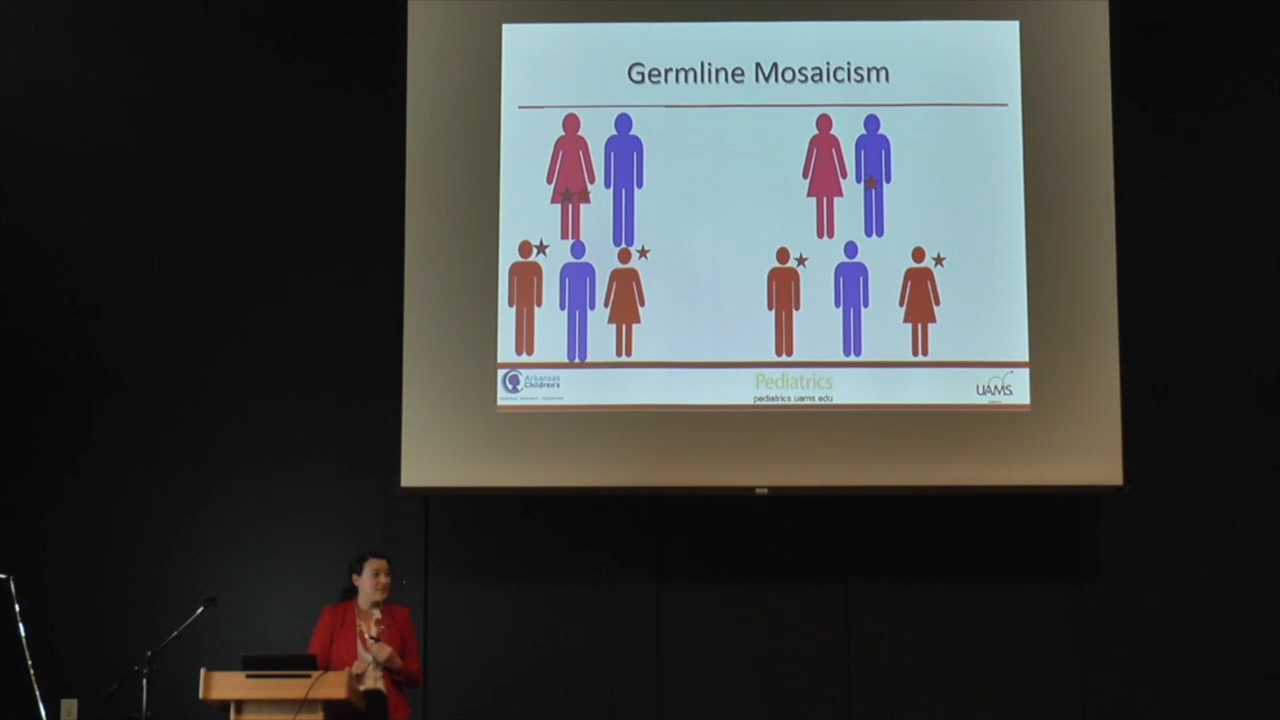 Germline Mosaicism
Arkansas
Children's
Pediatrics
pediatrics.uams.edu
UAMS